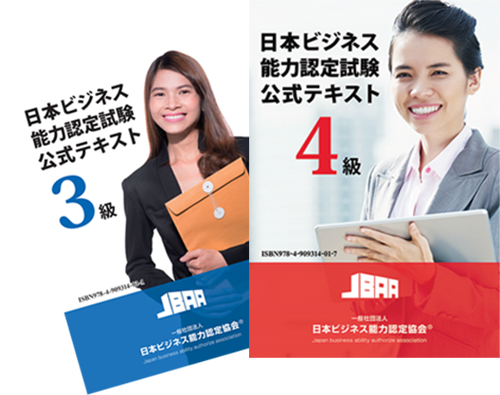 日本ビジネス
能力認定試験
公式テキスト
3級
JBAA
一般社団法人
日本ビジネス能力認定協会®
Japan business ability authorize association
日本ビジネス
能力認定試験
公式テキスト
4級
ISBN978-4-909314-01-7
JBAA
一般社団法人
日本ビジネス能力認定協会®
Japan business ability authorize association